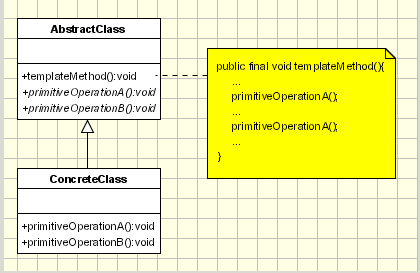 AbstractClass
+templateMethod():void
+primitiveOperationA():void
+primitiveOperationB():void
public final void templateMethod(){
...
primitiveOperationA();
...
primitiveOperationA();
...
}
ConcreteClass
+primitiveOperationA():void
+primitiveOperationB():void